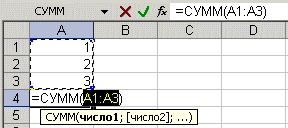 СУММ =СУММ(A1:A3)
A B C D E
1 1
2 2
3 3
4 =СУММ(A1:A3)
5 СУММ(число1; [число2]; ...)